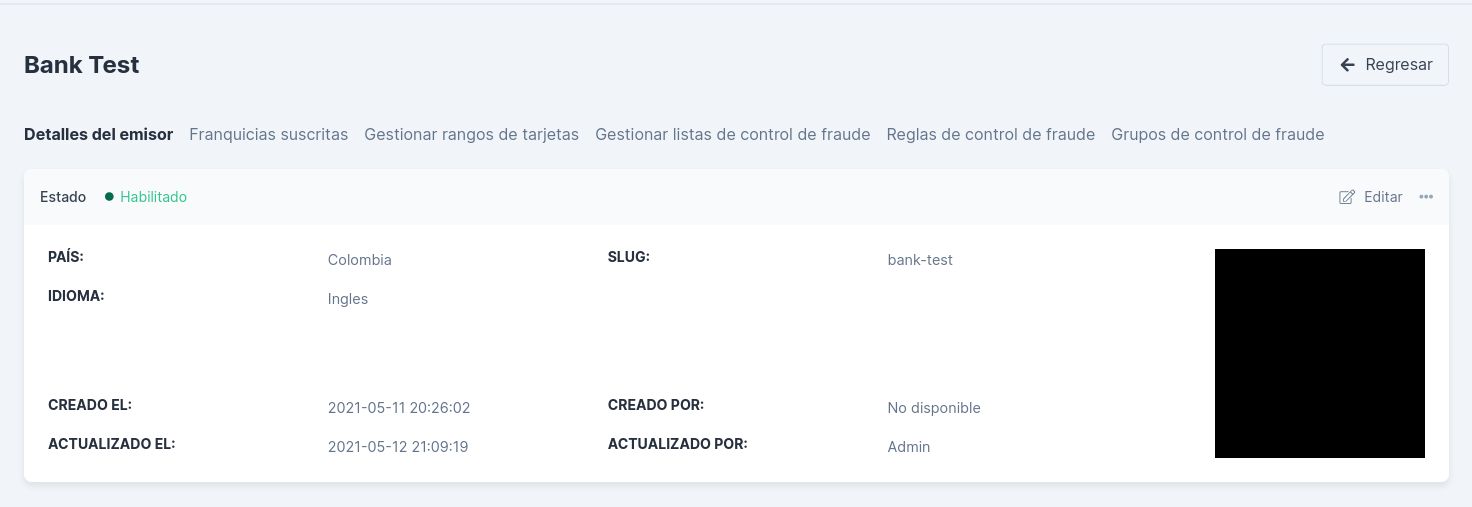 Bank Test
Regresar
Detalles del emisor Franquicias suscritas Gestionar rangos de tarjetas Gestionar listas de control de fraude Reglas de control de fraude Grupos de control de fraude
Estado Habilitado Editar
PAÍS: Colombia SLUG: bank-test
IDIOMA: Ingles
CREADO EL: 2021-05-11 20:26:02 CREADO POR: No disponible
ACTUALIZADO EL: 2021-05-12 21:09:19 ACTUALIZADO POR: Admin